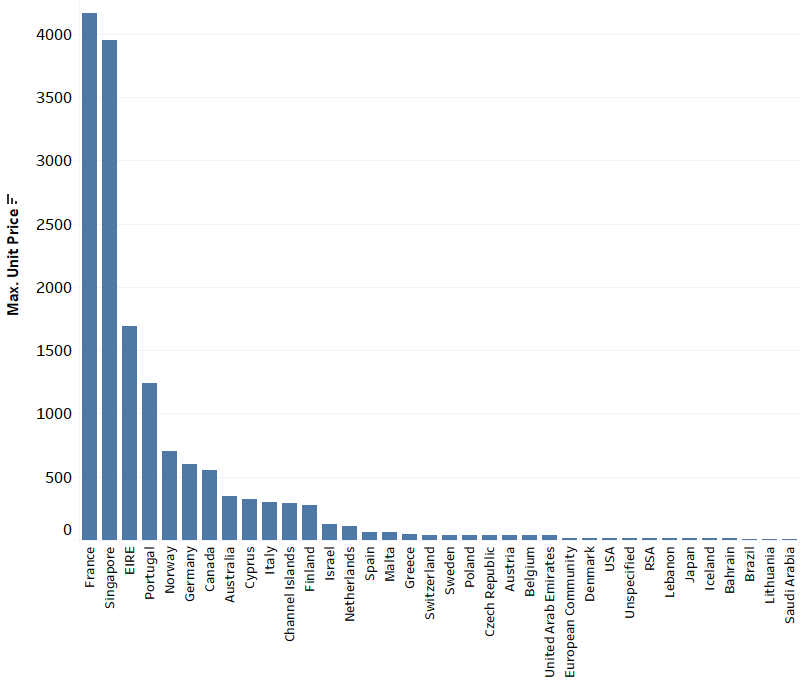 4000
3500
3000
2500
2000
1500
1000
500
0
Max. Unit Price
France
Singapore
EIRE
Portugal
Norway
Germany
Canada
Australia
Cyprus
Italy
Channel Islands
Finland
Israel
Netherlands
Spain
Malta
Greece
Switzerland
Sweden
Poland
Czech Republic
Austria
Belgium
United Arab Emirates
European Community
Denmark
USA
Unspecified
RSA
Lebanon
Japan
Iceland
Bahrain
Brazil
Lithuania
Saudi Arabia